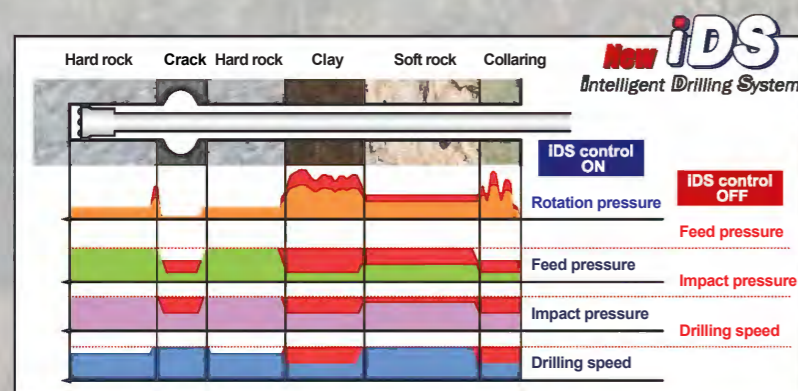 New iDS
Intelligent Drilling System
Hard rock Crack Hard rock Clay Soft rock Collaring
iDS control
ON
iDS control
OFF
Rotation pressure
Feed pressure
Feed pressure
Impact pressure
Impact pressure
Drilling speed
Drilling speed